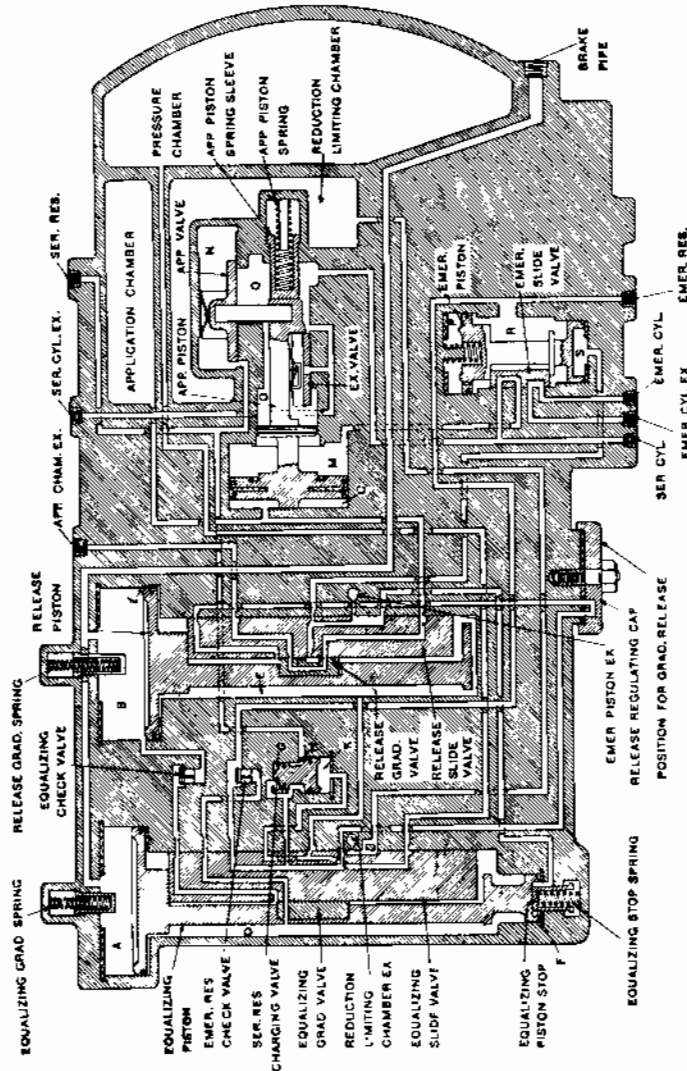 EQUALIZING GRAD SPRING
RELEASE GRAD. SPRING
EQUALIZING
CHECK VALVE
RELEASE
PISTON
APP. CHAM. EX.
SER. CYL. EX.
SER. RES.
APPLICATION CHAMBER
APP. PISTON
APP. VALVE
PRESSURE
CHAMBER
APP. PISTON
SPRING SLEEVE
APP PISTON
SPRING
REDUCTION
LIMITING CHAMBER
EX. VALVE
BRAKE
PIPE
EMER.
PISTON
EMER.
SLIDE
VALVE
EMER. RES.
EMER. CYL
EMER CYL. EX.
SER CYL
EQUALIZING
PISTON
EMER. RES
CHECK VALVE
SER. RES
CHARGING VALVE
EQUALIZING
GRAD VALVE
REDUCTION
LIMITING
CHAMBER EX
EQUALIZING
SLIDE VALVE
EQUALIZING
PISTON STOP
EQUALIZING STOP SPRING
RELEASE
GRAD. VALVE
RELEASE
SLIDE
VALVE
EMER PISTON EX
RELEASE REGULATING CAP
POSITION FOR GRAD. RELEASE
A
B
D
E
F
G
K
M
N
O
R
S